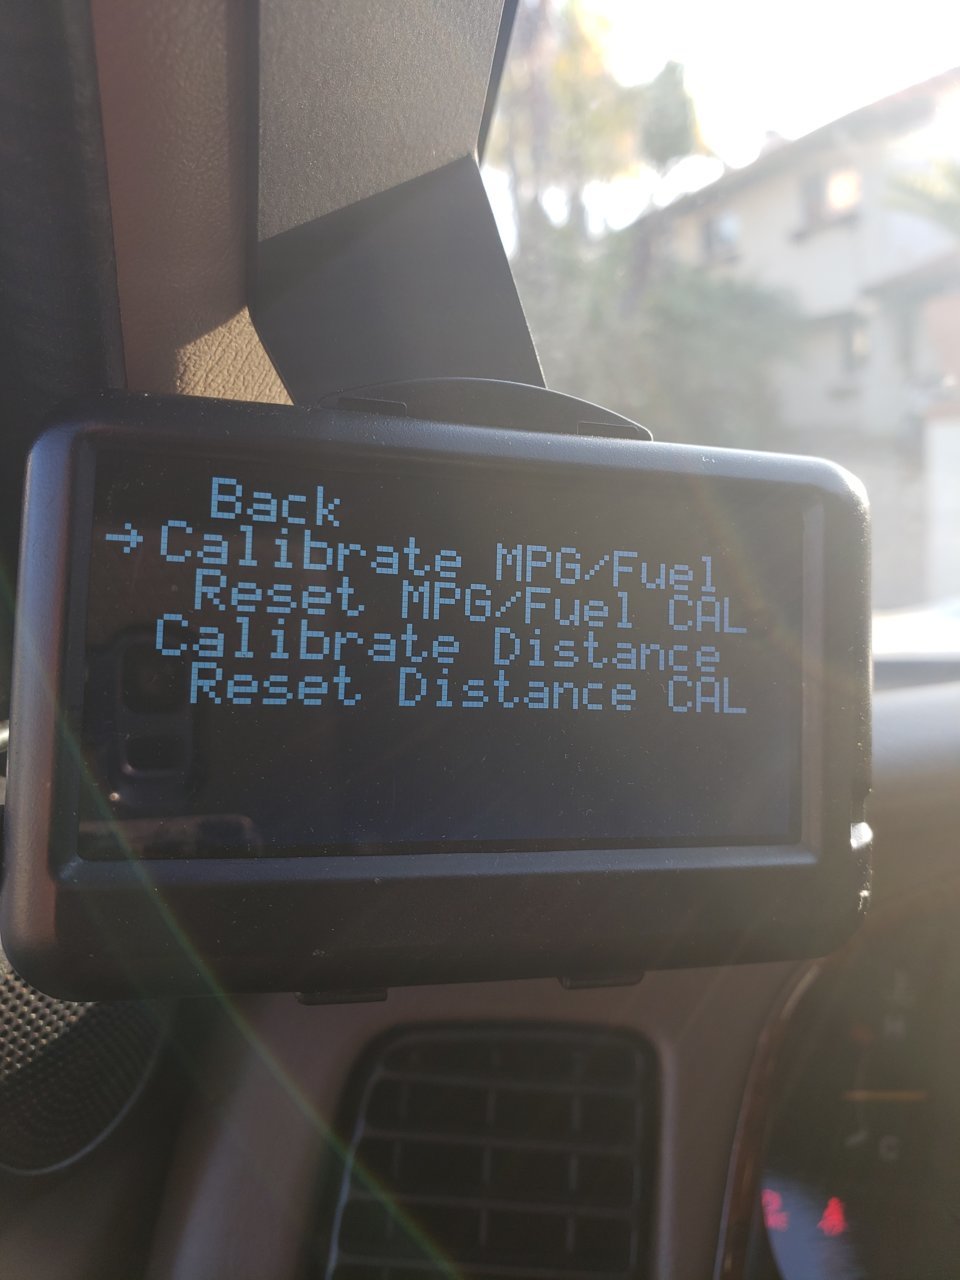 Back
→Calibrate MPG/Fuel
Reset MPG/Fuel CAL
Calibrate Distance
Reset Distance CAL